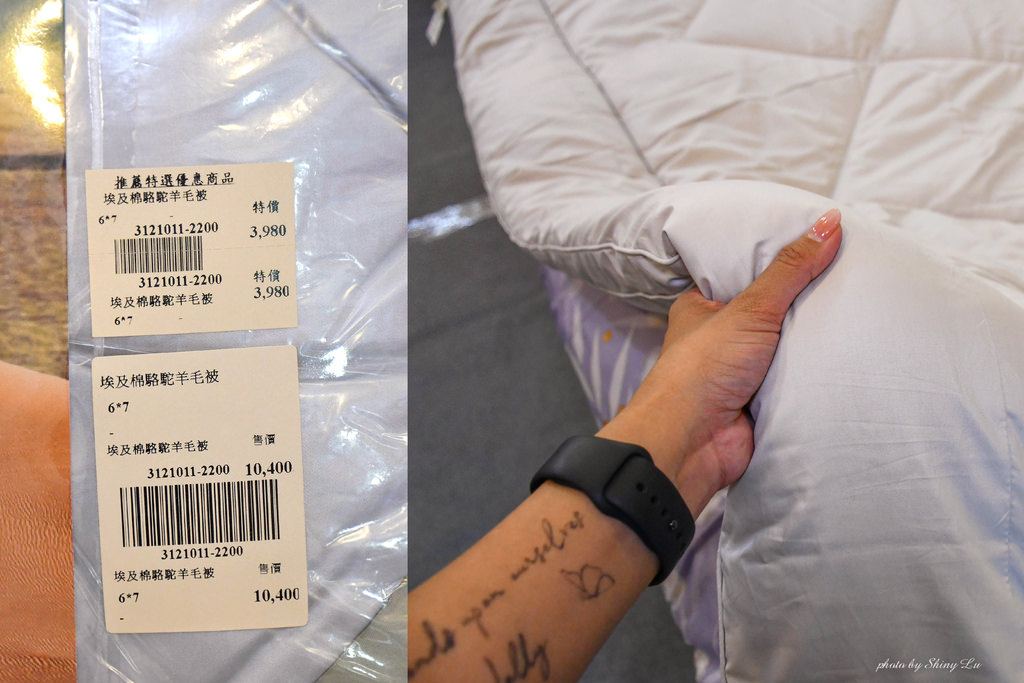 推薦特選優惠商品
埃及棉駱駝羊毛被
6*7
-
特價
3121011-2200
3,980
3121011-2200
特價
埃及棉駱駝羊毛被
3,980
6*7
-
埃及棉駱駝羊毛被
6*7
-
埃及棉駱駝羊毛被
售價
3121011-2200
10,400
3121011-2200
埃及棉駱駝羊毛被
售價
6*7
10,400
-
upon ourselves
photo by Shiny Lu